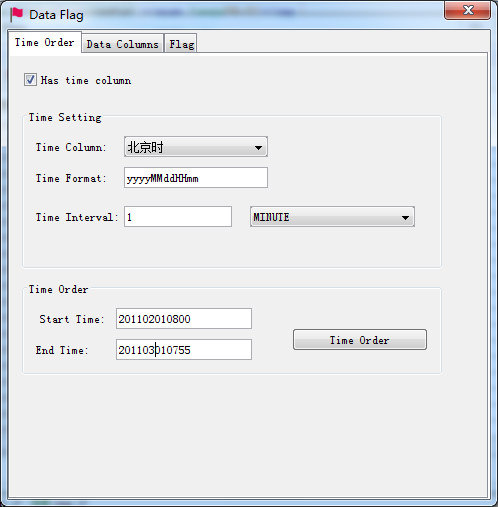 Data Flag
Time Order Data Columns Flag
Has time column
Time Setting
Time Column: 北京时
Time Format: yyyyMMddHHmm
Time Interval: 1 MINUTE
Time Order
Start Time: 201102010800
End Time: 201103010755
Time Order